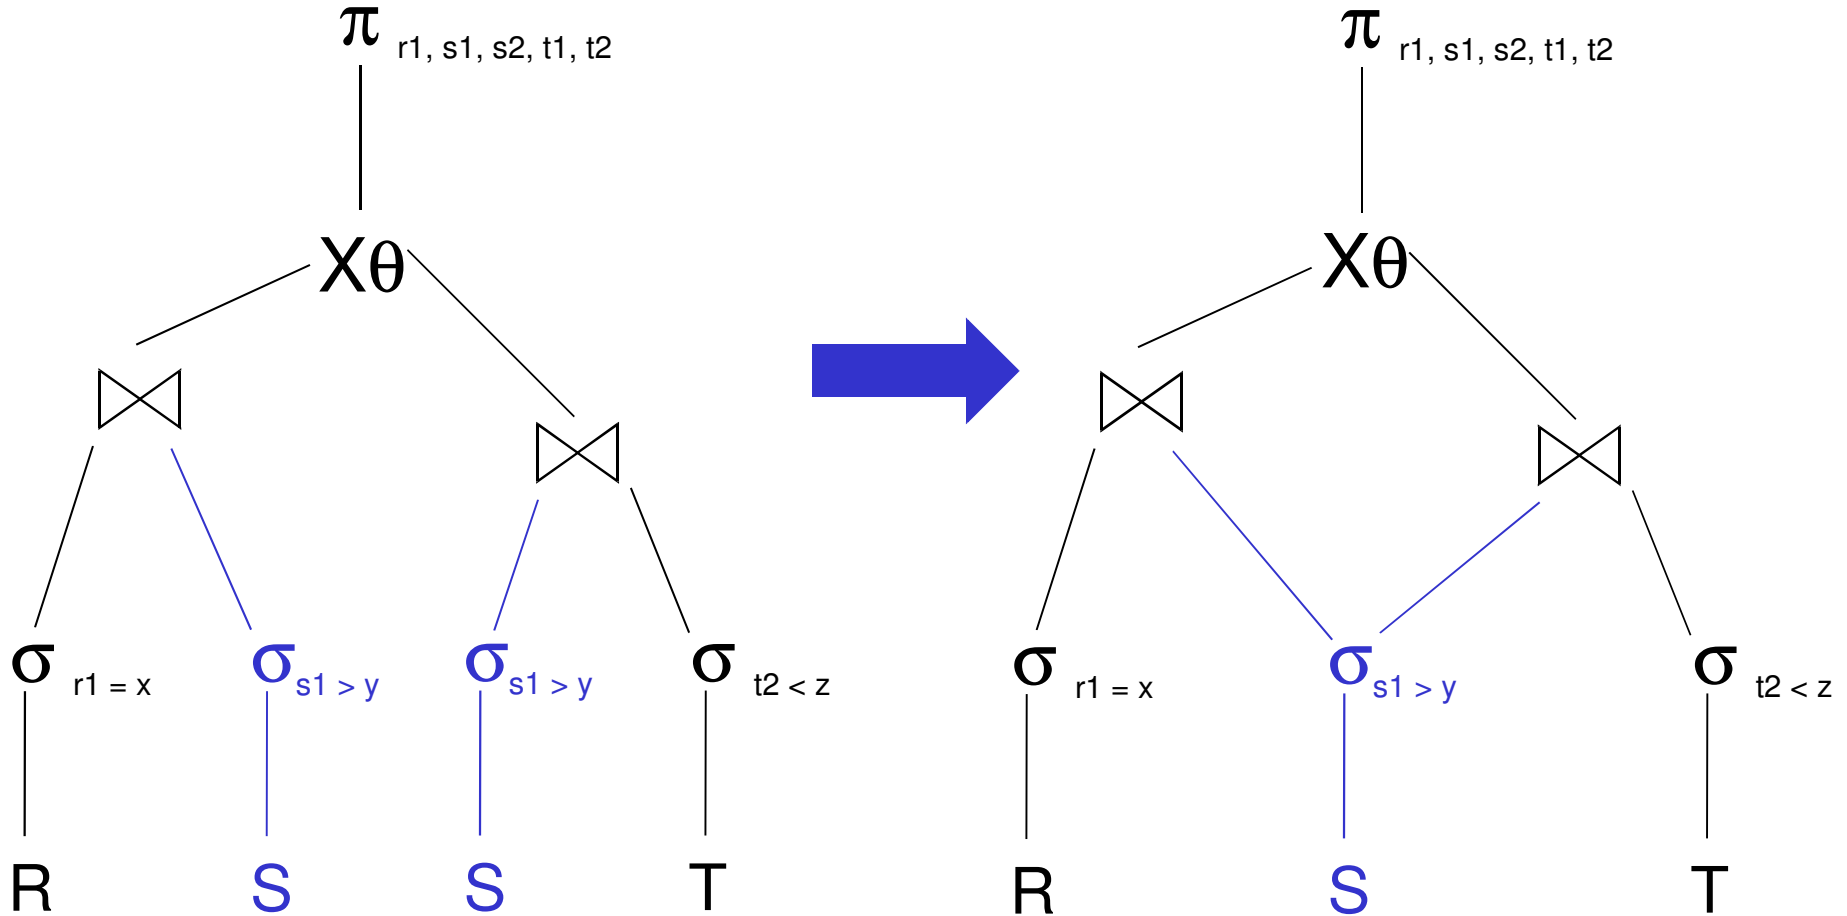 π r1, s1, s2, t1, t2
π r1, s1, s2, t1, t2
Xθ
Xθ
σ r1 = x
σ s1 > y
σ s1 > y
σ t2 < z
σ r1 = x
σ s1 > y
σ t2 < z
R
S
S
T
R
S
T